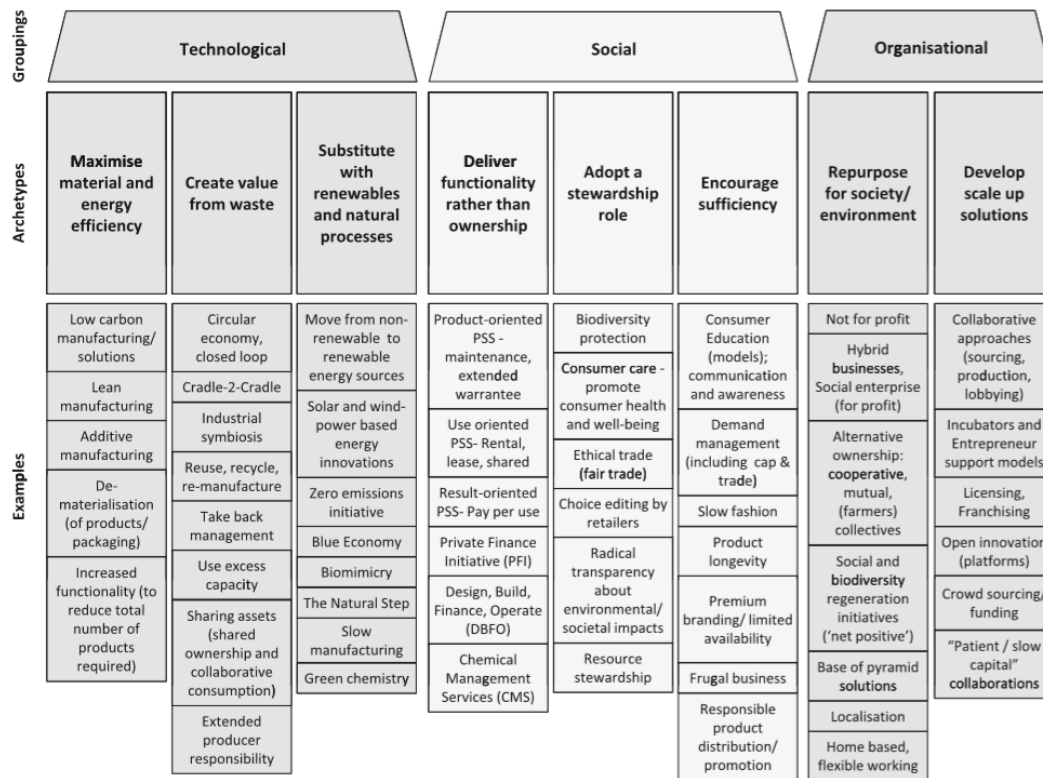 Groupings
Technological
Social
Organisational
Archetypes
Maximise
material and
energy
efficiency
Create value
from waste
Substitute
with
renewables
and natural
processes
Deliver
functionality
rather than
ownership
Adopt a
stewardship
role
Encourage
sufficiency
Repurpose
for society/
environment
Develop
scale up
solutions
Examples
Low carbon
manufacturing/
solutions
Lean
manufacturing
Additive
manufacturing
De-
materialisation
(of products/
packaging)
Increased
functionality (to
reduce total
number of
products
required)
Circular
economy,
closed loop
Cradle-2-Cradle
Industrial
symbiosis
Reuse, recycle,
re-manufacture
Take back
management
Use excess
capacity
Sharing assets
(shared
ownership and
collaborative
consumption)
Extended
producer
responsibility
Move from non-
renewable to
renewable
energy sources
Solar and wind-
power based
energy
innovations
Zero emissions
initiative
Blue Economy
Biomimicry
The Natural Step
Slow
manufacturing
Green chemistry
Product-oriented
PSS -
maintenance,
extended
warrantee
Use oriented
PSS- Rental,
lease, shared
Result-oriented
PSS- Pay per use
Private Finance
Initiative (PFI)
Design, Build,
Finance, Operate
(DBFO)
Chemical
Management
Services (CMS)
Biodiversity
protection
Consumer care -
promote
consumer health
and well-being
Ethical trade
(fair trade)
Choice editing by
retailers
Radical
transparency
about
environmental/
societal impacts
Resource
stewardship
Consumer
Education
(models);
communication
and awareness
Demand
management
(including cap &
trade)
Slow fashion
Product
longevity
Premium
branding/ limited
availability
Frugal business
Responsible
product
distribution/
promotion
Not for profit
Hybrid
businesses,
Social enterprise
(for profit)
Alternative
ownership:
cooperative,
mutual,
(farmers)
collectives
Social and
biodiversity
regeneration
initiatives
('net positive')
Base of pyramid
solutions
Localisation
Home based,
flexible working
Collaborative
approaches
(sourcing,
production,
lobbying)
Incubators and
Entrepreneur
support models
Licensing,
Franchising
Open innovation
(platforms)
Crowd sourcing/
funding
"Patient / slow
capital"
collaborations